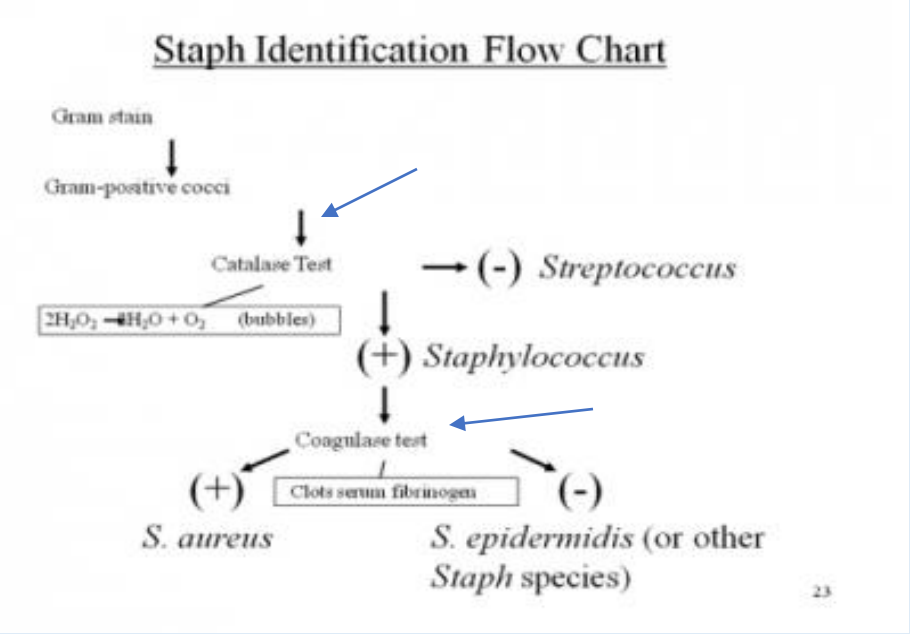 Staph Identification Flow Chart
Gram stain
Gram-positive cocci
Catalase Test
(-) Streptococcus
2H₂O₂ H₂O + O₂ (bubbles)
(+) Staphylococcus
Coagulase test
(+)
Clots serum fibrinogen
(-)
S. aureus
S. epidermidis (or other
Staph species)
23